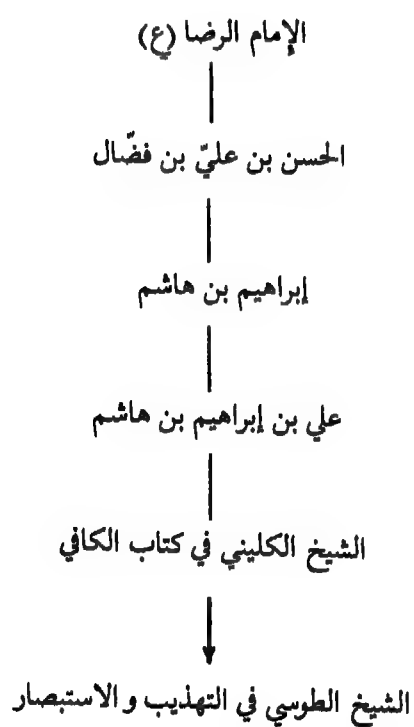 الإمام الرضا (ع)
الحسن بن عليّ بن فضّال
إبراهيم بن هاشم
علي بن إبراهيم بن هاشم
الشيخ الكليني في كتاب الكافي
الشيخ الطوسي في التهذيب و الاستبصار